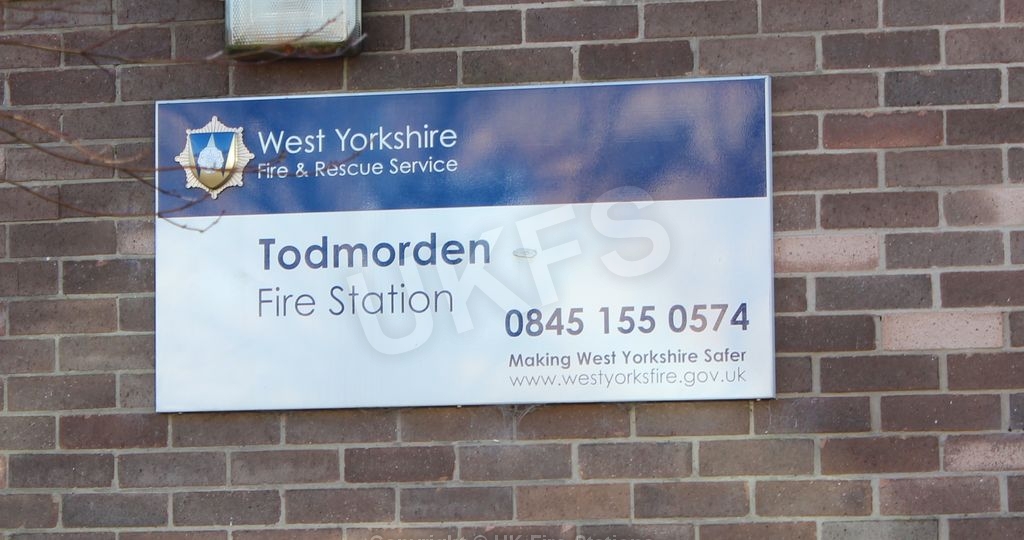 West Yorkshire
Fire & Rescue Service
Todmorden
Fire Station
UKFS
0845 155 0574
Making West Yorkshire Safer
www.westyorksfire.gov.uk